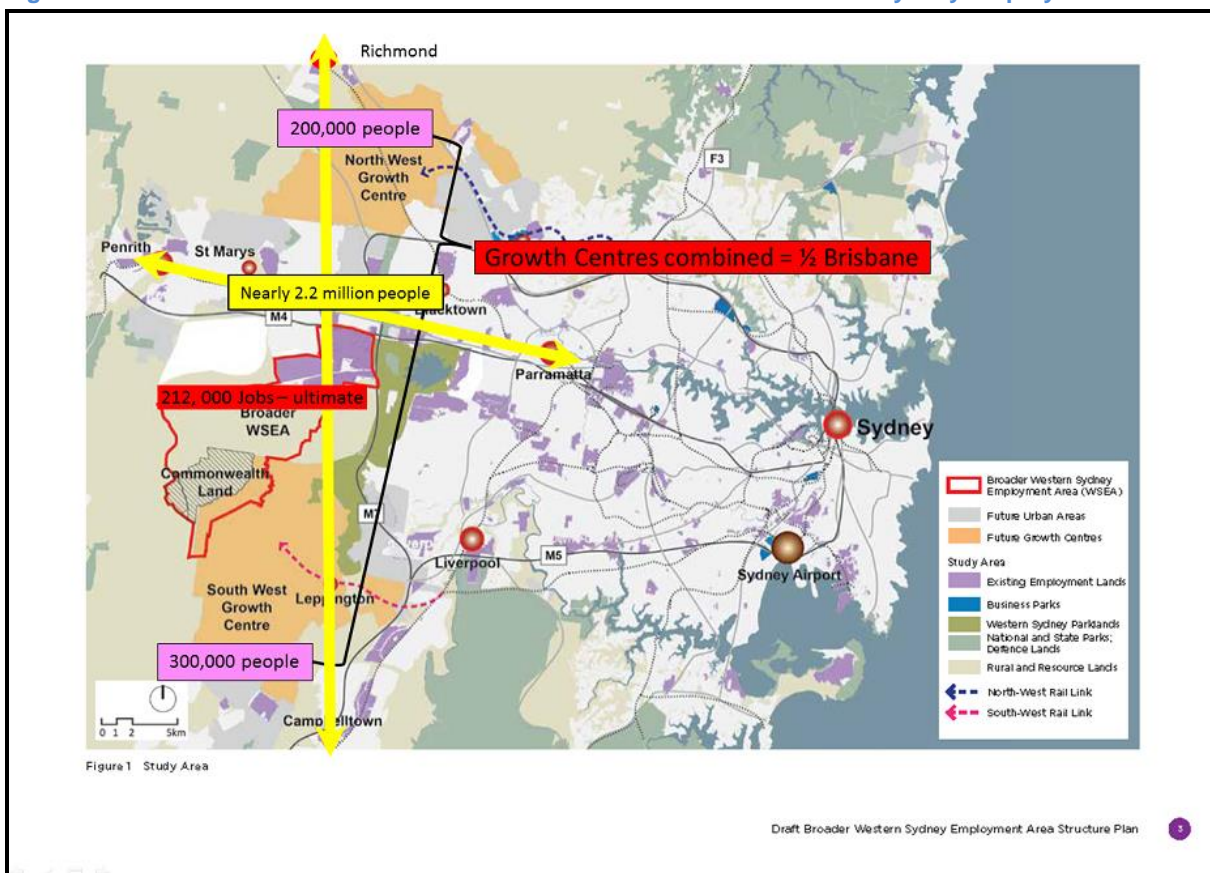 Richmond
200,000 people
North West
Growth
Centre
F3
Penrith
St Marys
Growth Centres combined = ½ Brisbane
Nearly 2.2 million people
Blacktown
M4
Parramatta
212, 000 Jobs – ultimate
Broader
WSEA
Sydney
Commonwealth
Land
M7
Liverpool
M5
Sydney Airport
South West
Growth
Centre
Leppington
300,000 people
Campbelltown
0 1 2 5km
Broader Western Sydney
Employment Area (WSEA)
Future Urban Areas
Future Growth Centres
Study Area
Existing Employment Lands
Business Parks
Western Sydney Parklands
National and State Parks;
Defence Lands
Rural and Resource Lands
North-West Rail Link
South-West Rail Link
Figure 1 Study Area
Draft Broader Western Sydney Employment Area Structure Plan 3